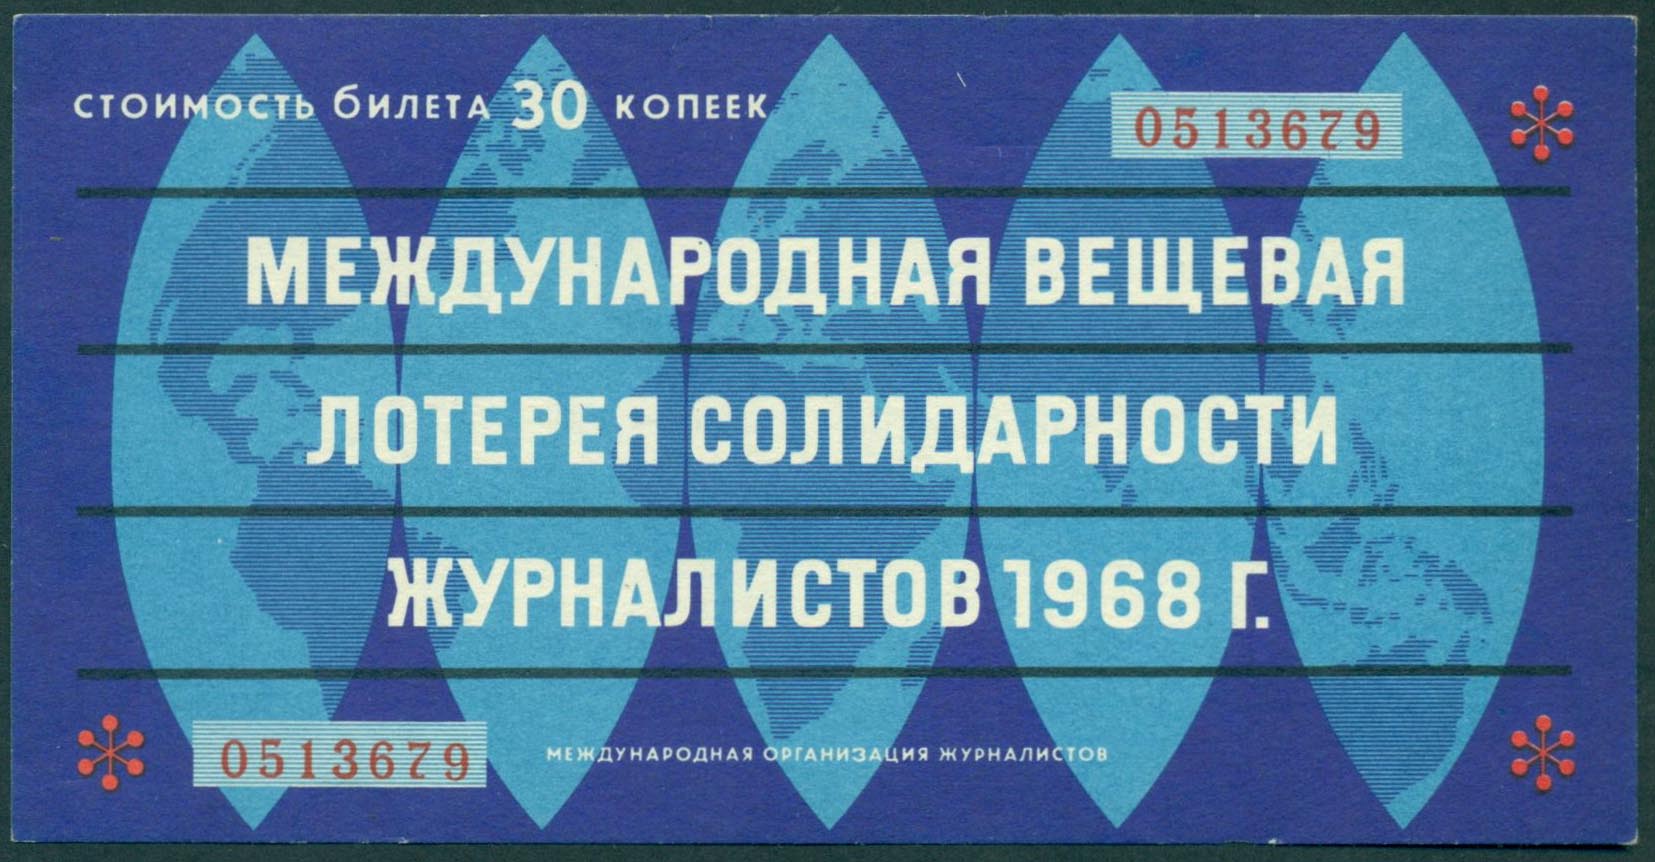 СТОИМОСТЬ БИЛЕТА 30 КОПЕЕК
0513679
МЕЖДУНАРОДНАЯ ВЕЩЕВАЯ
ЛОТЕРЕЯ СОЛИДАРНОСТИ
ЖУРНАЛИСТОВ 1968 Г.
0513679
МЕЖДУНАРОДНАЯ ОРГАНИЗАЦИЯ ЖУРНАЛИСТОВ